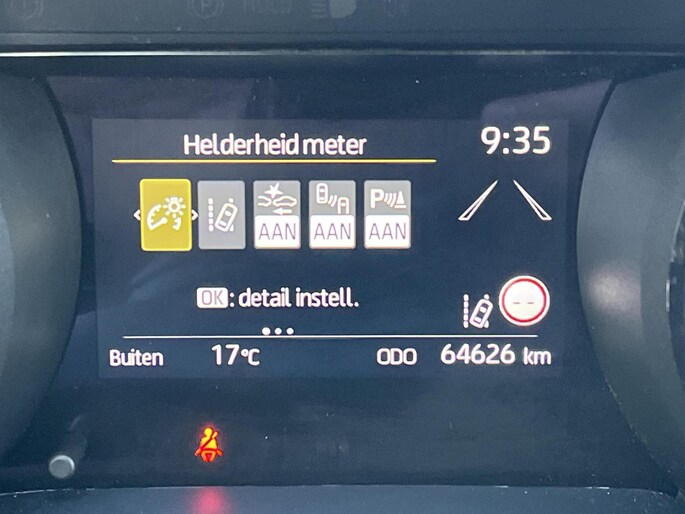 Helderheid meter 9:35
AAN AAN P AAN
OK : detail instell.
--
Buiten 17°C ODO 64626 km